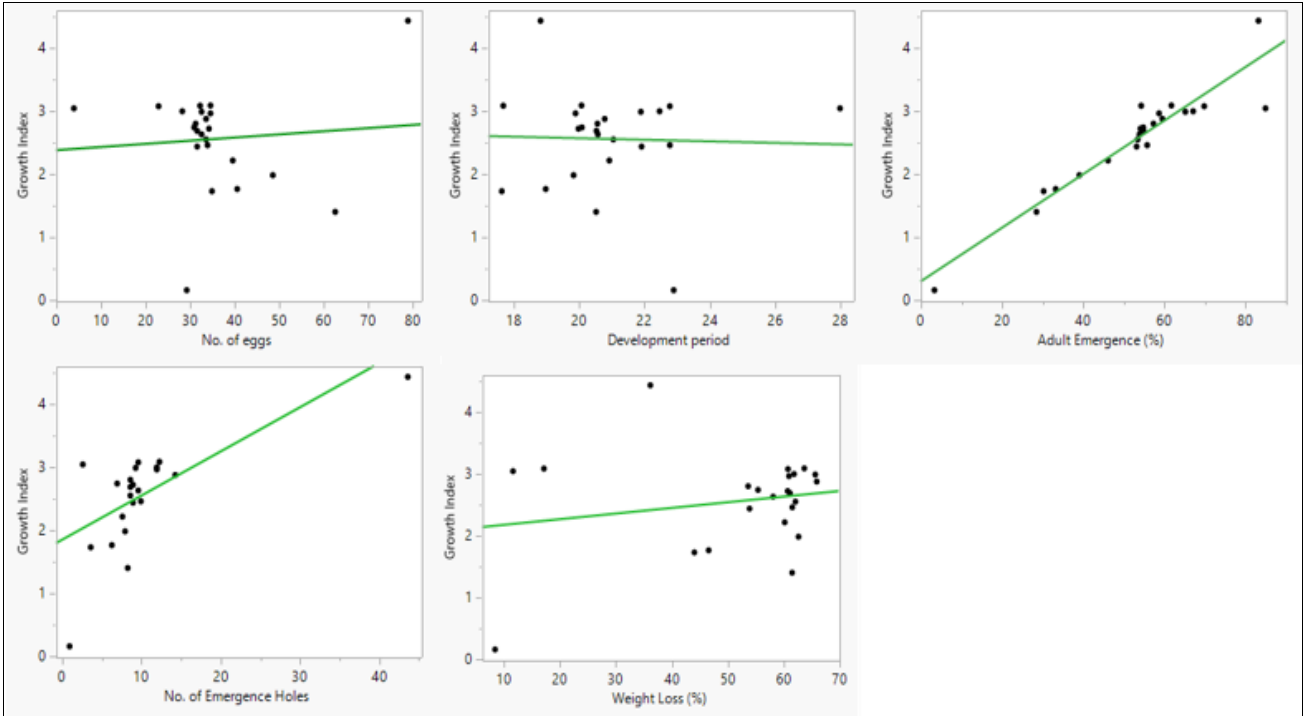 Growth Index
4
3
2
1
0
0 10 20 30 40 50 60 70 80
No. of eggs
Growth Index
4
3
2
1
0
18 20 22 24 26 28
Development period
Growth Index
4
3
2
1
0
0 20 40 60 80
Adult Emergence (%)
Growth Index
4
3
2
1
0
0 10 20 30 40
No. of Emergence Holes
Growth Index
4
3
2
1
0
10 20 30 40 50 60 70
Weight Loss (%)